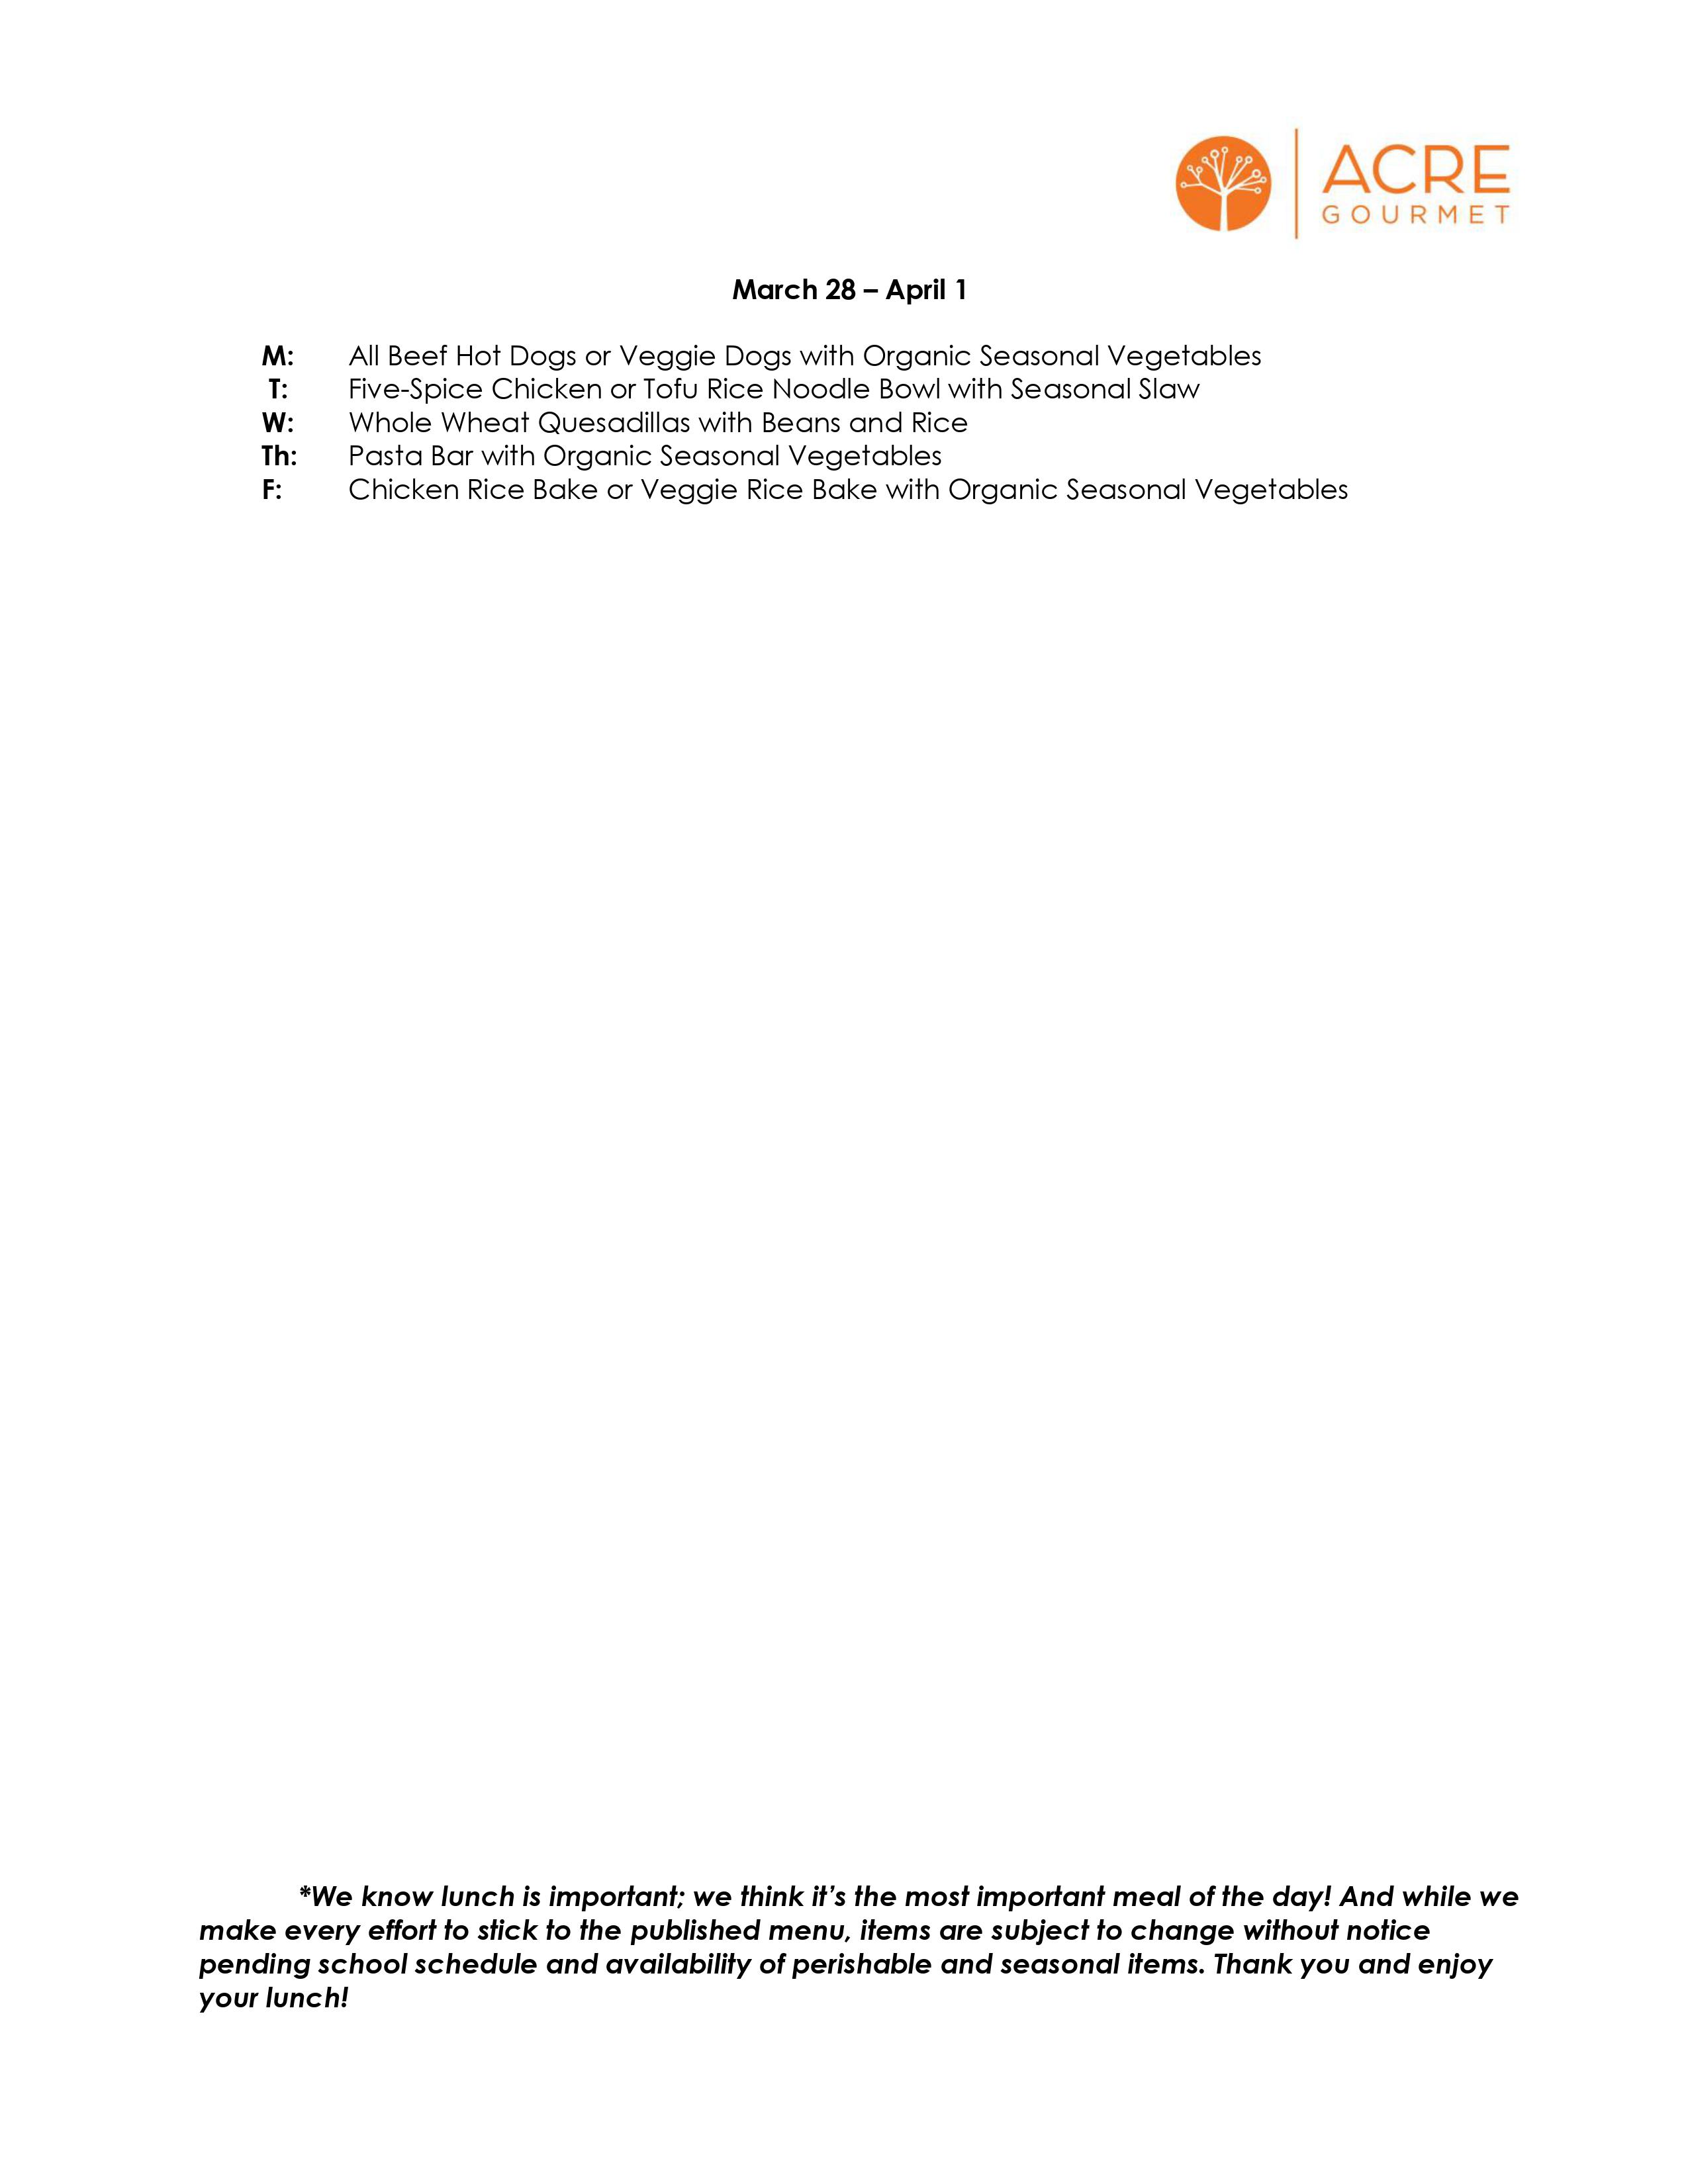 ACRE
GOURMET
March 28 – April 1
M: All Beef Hot Dogs or Veggie Dogs with Organic Seasonal Vegetables
T: Five-Spice Chicken or Tofu Rice Noodle Bowl with Seasonal Slaw
W: Whole Wheat Quesadillas with Beans and Rice
Th: Pasta Bar with Organic Seasonal Vegetables
F: Chicken Rice Bake or Veggie Rice Bake with Organic Seasonal Vegetables
*We know lunch is important; we think it’s the most important meal of the day! And while we
make every effort to stick to the published menu, items are subject to change without notice
pending school schedule and availability of perishable and seasonal items. Thank you and enjoy
your lunch!